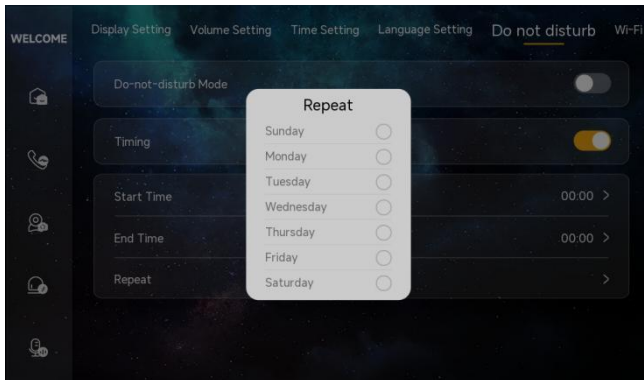 WELCOME
Display Setting Volume Setting Time Setting Language Setting Do not disturb Wi-Fi
Do-not-disturb Mode
Timing
Start Time 00:00 >
End Time 00:00 >
Repeat >
Repeat
Sunday
Monday
Tuesday
Wednesday
Thursday
Friday
Saturday